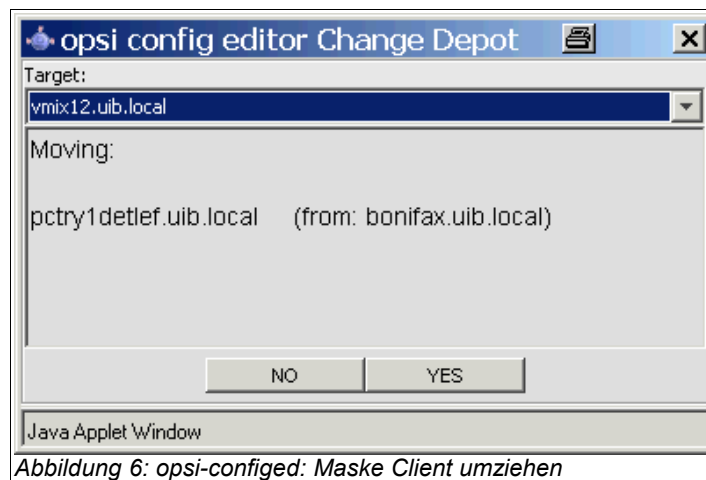 opsi config editor Change Depot
Target:
vmix12.uib.local
Moving:
pctry1detlef.uib.local (from: bonifax.uib.local)
NO YES
Java Applet Window
Abbildung 6: opsi-configed: Maske Client umziehen